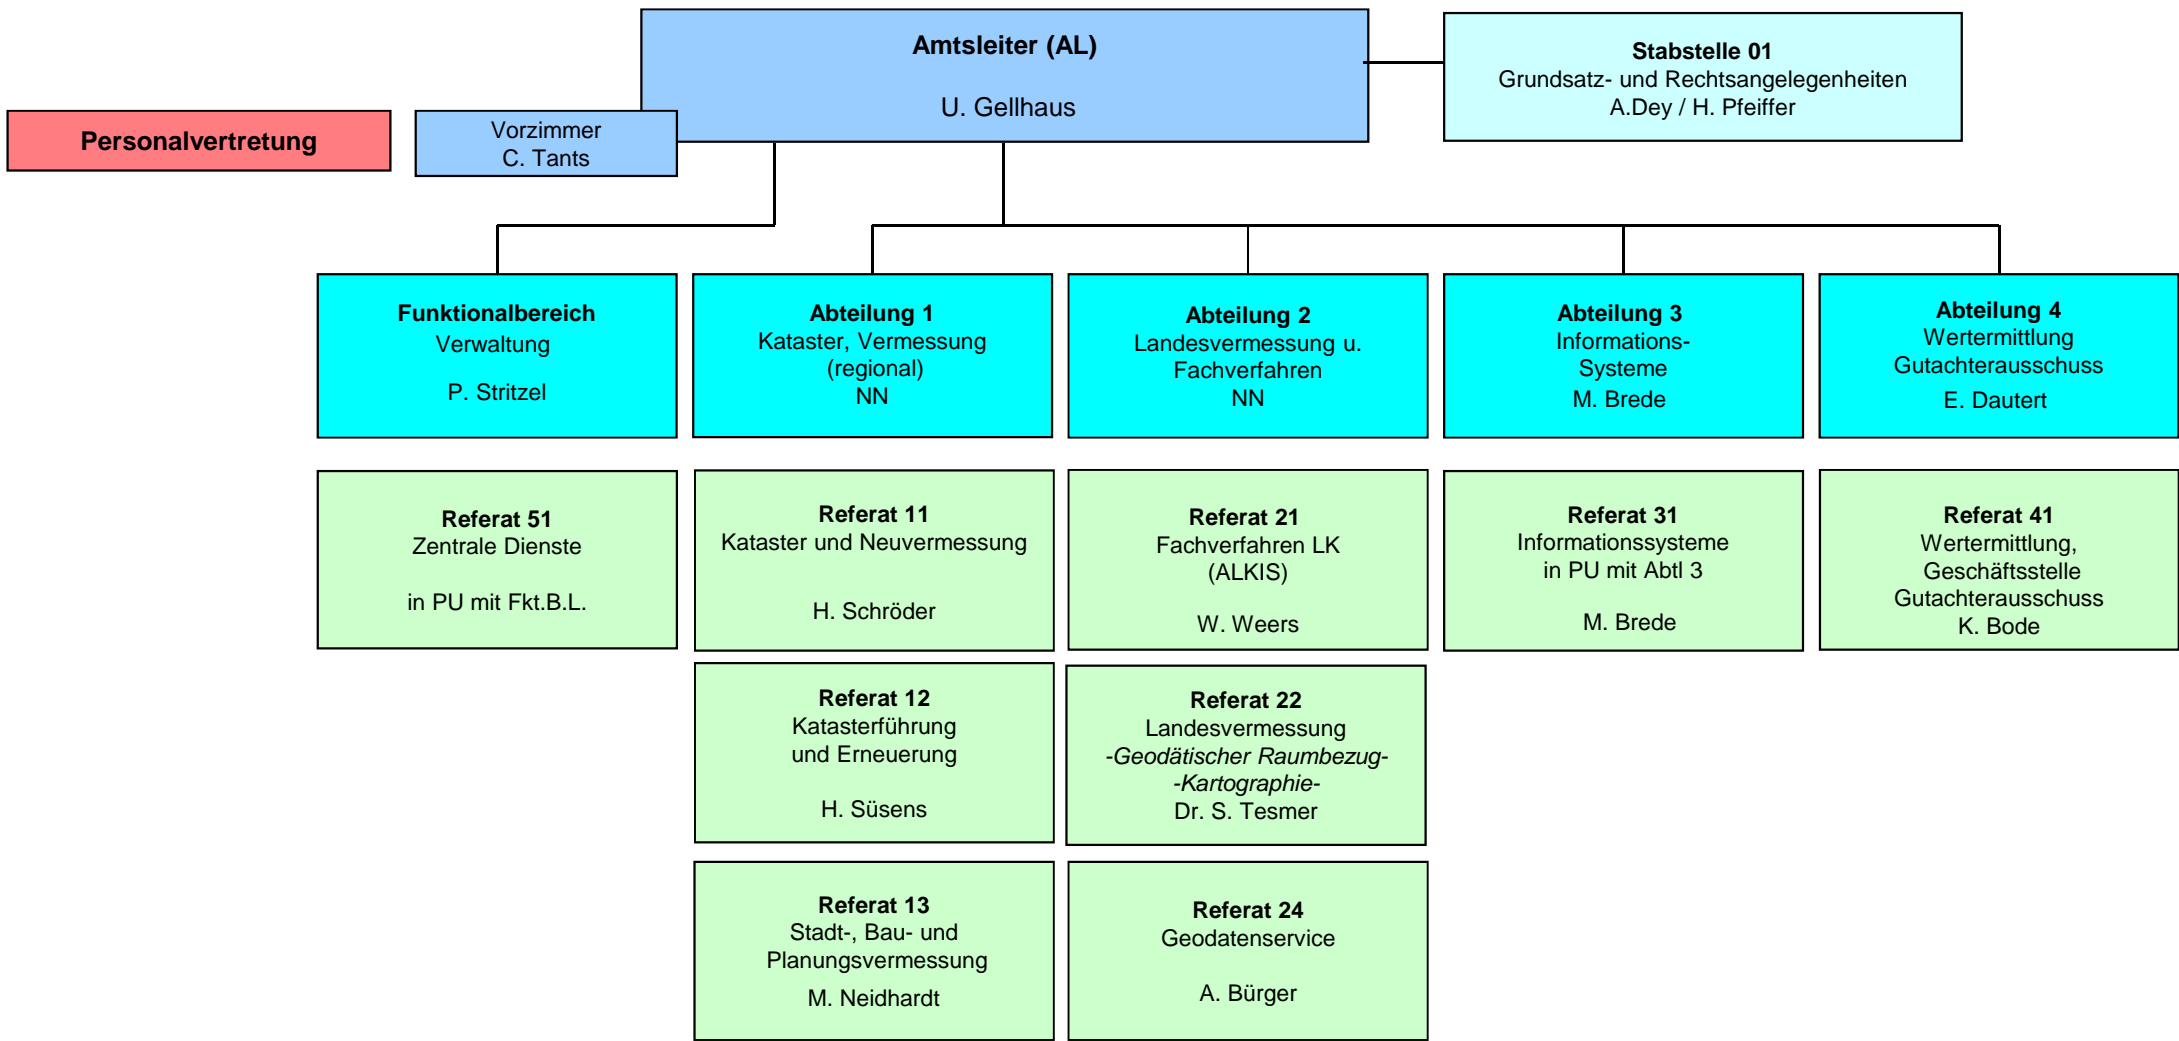 Amtsleiter (AL)
U. Gellhaus
Stabstelle 01
Grundsatz- und Rechtsangelegenheiten
A.Dey / H. Pfeiffer
Personalvertretung
Vorzimmer
C. Tants
Funktionalbereich
Verwaltung
P. Stritzel
Abteilung 1
Kataster, Vermessung
(regional)
NN
Abteilung 2
Landesvermessung u.
Fachverfahren
NN
Abteilung 3
Informations-
Systeme
M. Brede
Abteilung 4
Wertermittlung
Gutachterausschuss
E. Dautert
Referat 51
Zentrale Dienste
in PU mit Fkt.B.L.
Referat 11
Kataster und Neuvermessung
H. Schröder
Referat 21
Fachverfahren LK
(ALKIS)
W. Weers
Referat 31
Informationssysteme
in PU mit Abtl 3
M. Brede
Referat 41
Wertermittlung,
Geschäftsstelle
Gutachterausschuss
K. Bode
Referat 12
Katasterführung
und Erneuerung
H. Süsens
Referat 22
Landesvermessung
-Geodätischer Raumbezug-
-Kartographie-
Dr. S. Tesmer
Referat 13
Stadt-, Bau- und
Planungsvermessung
M. Neidhardt
Referat 24
Geodatenservice
A. Bürger